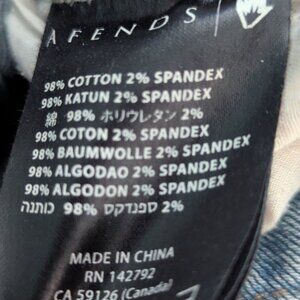 AFENDS
98% COTTON 2% SPANDEX
98% KATUN 2% SPANDEX
綿 98% ポリウレタン 2%
98% COTON 2% SPANDEX
98% BAUMWOLLE 2% SPANDEX
98% ALGODAO 2% SPANDEX
98% ALGODON 2% SPANDEX
2% ספנדקס 98% כותנה
MADE IN CHINA
RN 142792
CA 59126 (Canada)